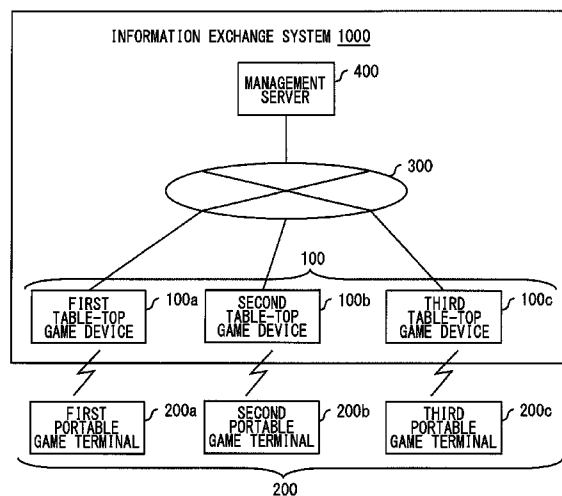 INFORMATION EXCHANGE SYSTEM 1000
400
MANAGEMENT
SERVER
300
100
FIRST
TABLE-TOP
GAME DEVICE
100a
SECOND
TABLE-TOP
GAME DEVICE
100b
THIRD
TABLE-TOP
GAME DEVICE
100c
FIRST
PORTABLE
GAME TERMINAL
200a
SECOND
PORTABLE
GAME TERMINAL
200b
THIRD
PORTABLE
GAME TERMINAL
200c
200